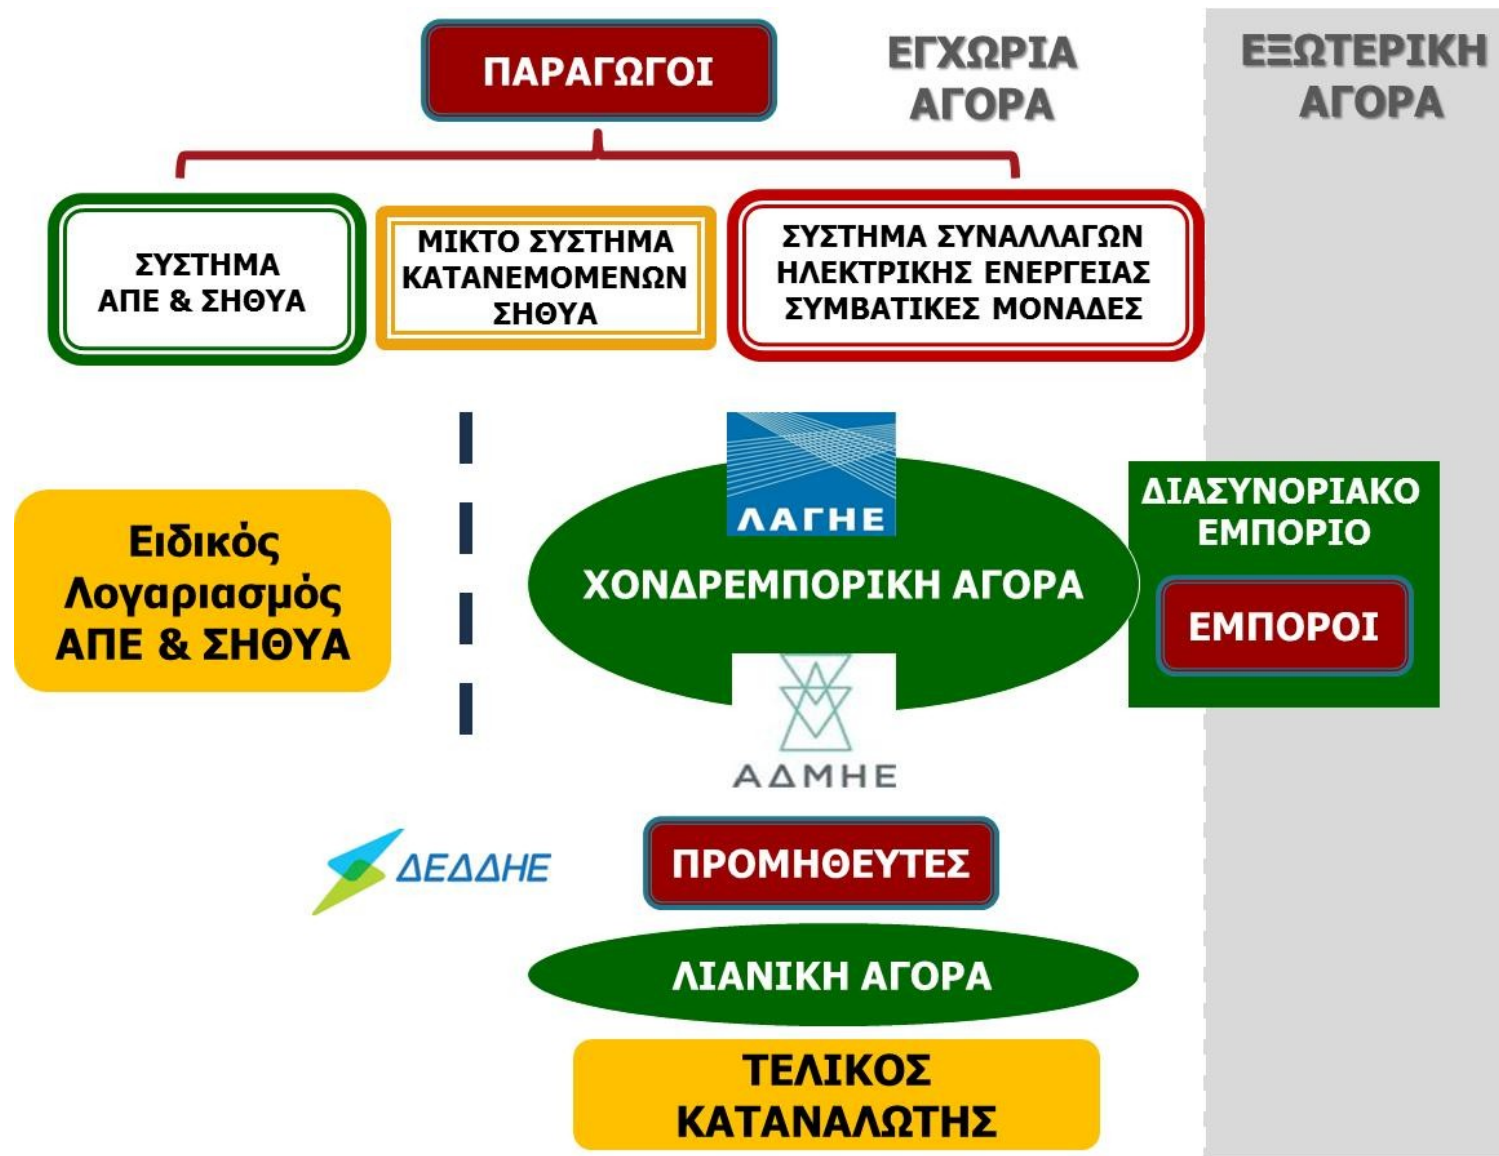 ΠΑΡΑΓΩΓΟΙ
ΕΓΧΩΡΙΑ
ΑΓΟΡΑ
ΕΞΩΤΕΡΙΚΗ
ΑΓΟΡΑ
ΣΥΣΤΗΜΑ
ΑΠΕ & ΣΗΘΥΑ
ΜΙΚΤΟ ΣΥΣΤΗΜΑ
ΚΑΤΑΝΕΜΟΜΕΝΩΝ
ΣΗΘΥΑ
ΣΥΣΤΗΜΑ ΣΥΝΑΛΛΑΓΩΝ
ΗΛΕΚΤΡΙΚΗΣ ΕΝΕΡΓΕΙΑΣ
ΣΥΜΒΑΤΙΚΕΣ ΜΟΝΑΔΕΣ
Ειδικός
Λογαριασμός
ΑΠΕ & ΣΗΘΥΑ
ΛΑΓΗΕ
ΧΟΝΔΡΕΜΠΟΡΙΚΗ ΑΓΟΡΑ
ΔΙΑΣΥΝΟΡΙΑΚΟ
ΕΜΠΟΡΙΟ
ΕΜΠΟΡΟΙ
ΑΔΜΗΕ
ΔΕΔΔΗΕ
ΠΡΟΜΗΘΕΥΤΕΣ
ΛΙΑΝΙΚΗ ΑΓΟΡΑ
ΤΕΛΙΚΟΣ
ΚΑΤΑΝΑΛΩΤΗΣ